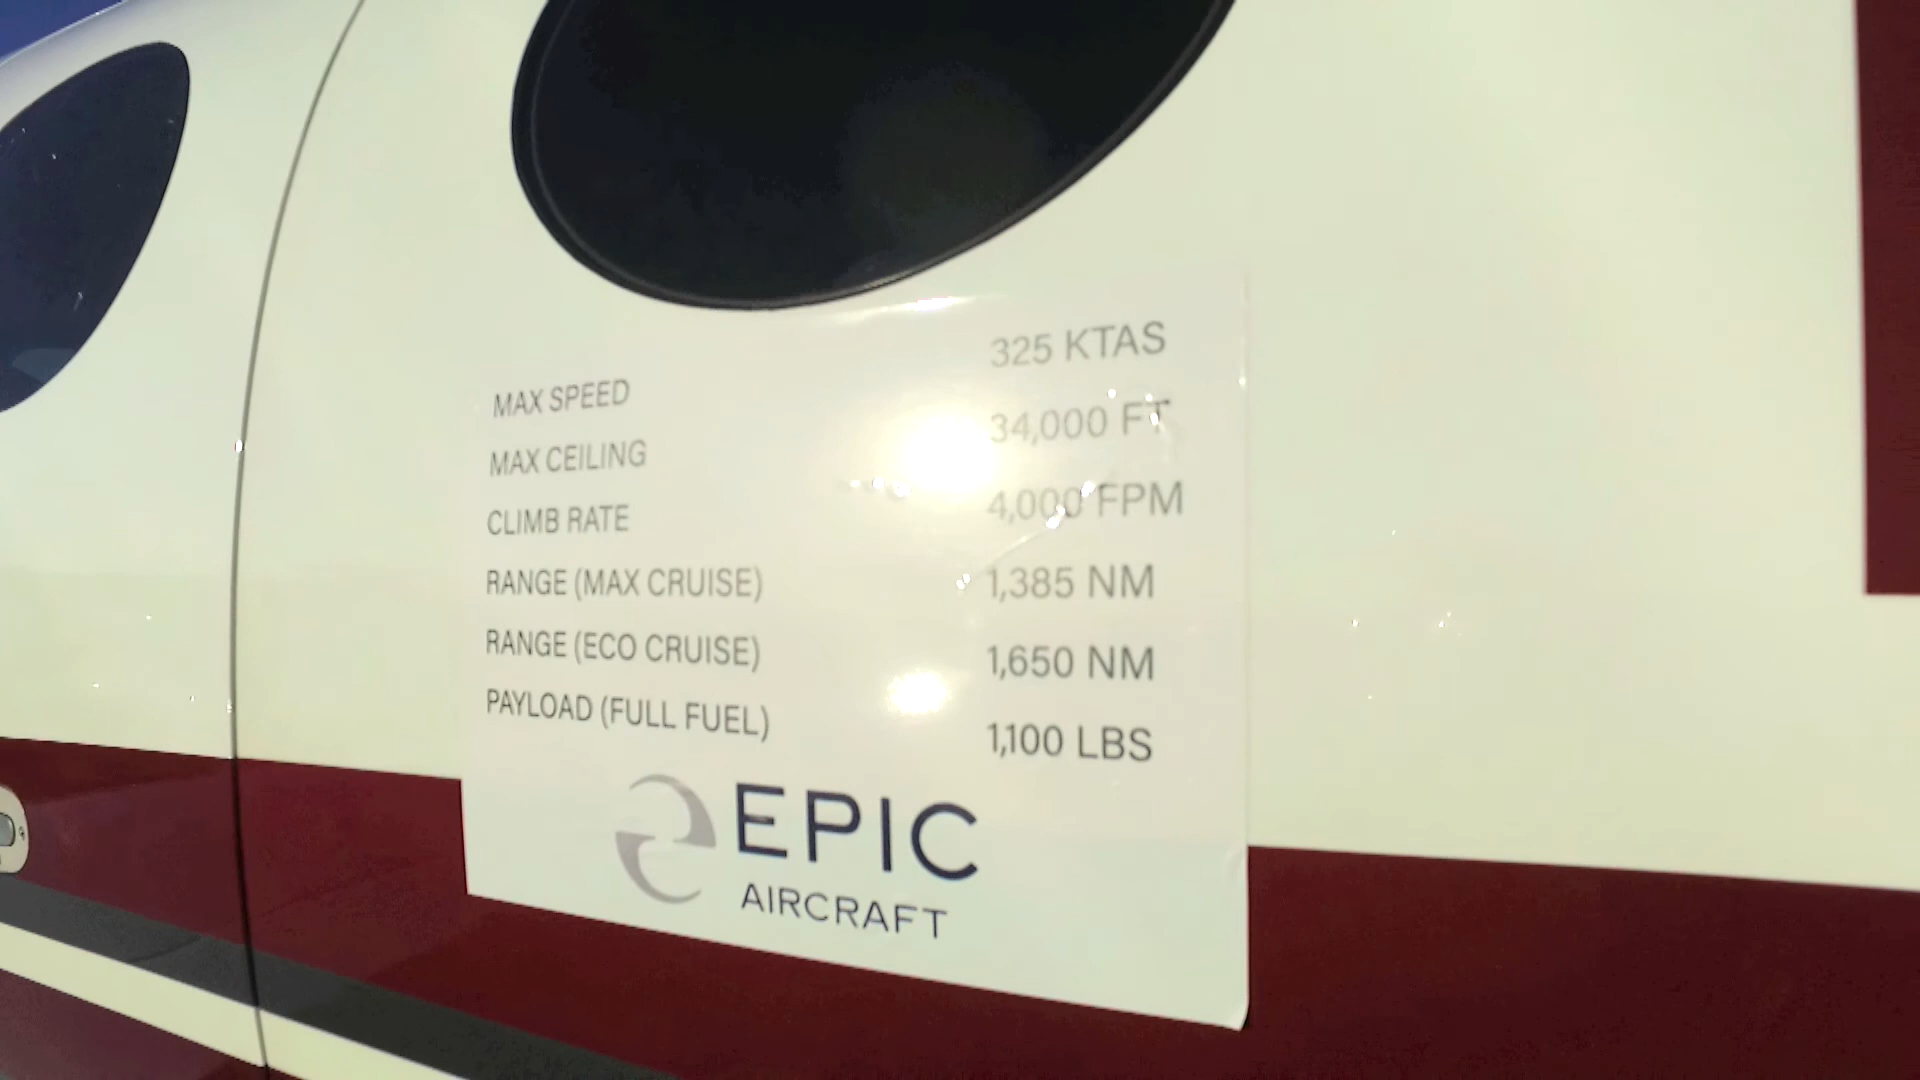 MAX SPEED 325 KTAS
MAX CEILING 34,000 FT
CLIMB RATE 4,000 FPM
RANGE (MAX CRUISE) 1,385 NM
RANGE (ECO CRUISE) 1,650 NM
PAYLOAD (FULL FUEL) 1,100 LBS
EPIC
AIRCRAFT